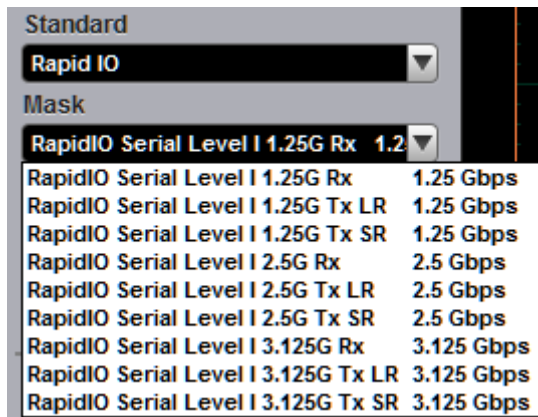 Standard
Rapid IO
Mask
RapidIO Serial Level I 1.25G Rx 1.2
RapidIO Serial Level I 1.25G Rx 1.25 Gbps
RapidIO Serial Level I 1.25G Tx LR 1.25 Gbps
RapidIO Serial Level I 1.25G Tx SR 1.25 Gbps
RapidIO Serial Level I 2.5G Rx 2.5 Gbps
RapidIO Serial Level I 2.5G Tx LR 2.5 Gbps
RapidIO Serial Level I 2.5G Tx SR 2.5 Gbps
RapidIO Serial Level I 3.125G Rx 3.125 Gbps
RapidIO Serial Level I 3.125G Tx LR 3.125 Gbps
RapidIO Serial Level I 3.125G Tx SR 3.125 Gbps